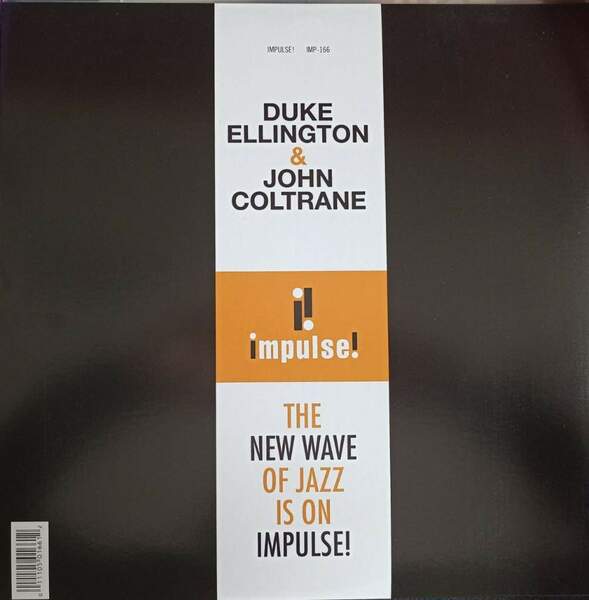 IMPULSE! IMP-166
DUKE
ELLINGTON
&
JOHN
COLTRANE
impulse!
THE
NEW WAVE
OF JAZZ
IS ON
IMPULSE!